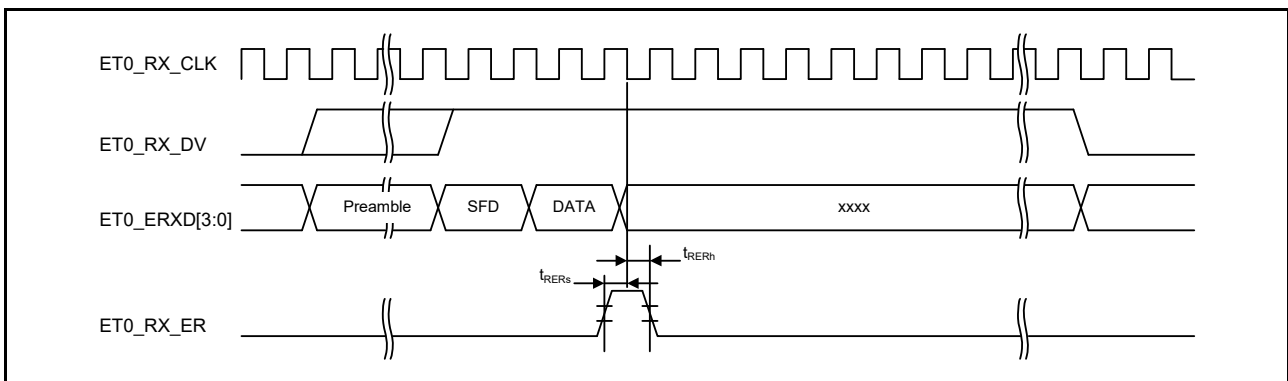 ET0_RX_CLK
ET0_RX_DV
ET0_ERXD[3:0]
Preamble SFD DATA xxxx
tRERs
tRERh
ET0_RX_ER